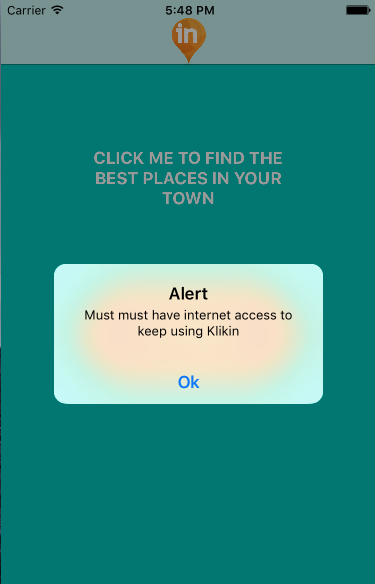 Carrier 5:48 PM
in
CLICK ME TO FIND THE
BEST PLACES IN YOUR
TOWN
Alert
Must must have internet access to
keep using Klikin
Ok